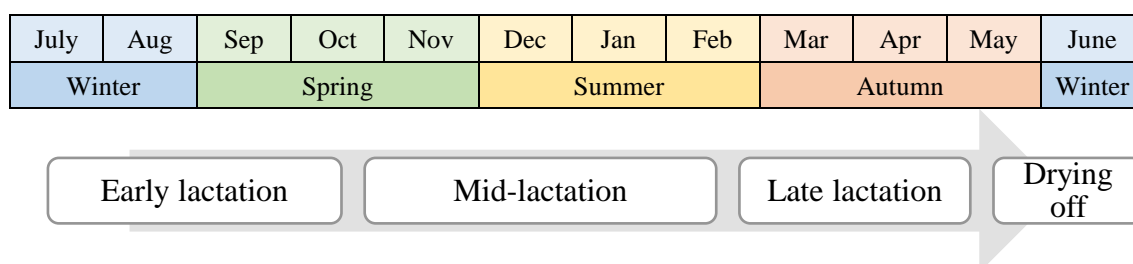 July Aug Sep Oct Nov Dec Jan Feb Mar Apr May June
Winter Spring Summer Autumn Winter
Early lactation Mid-lactation Late lactation Drying
off